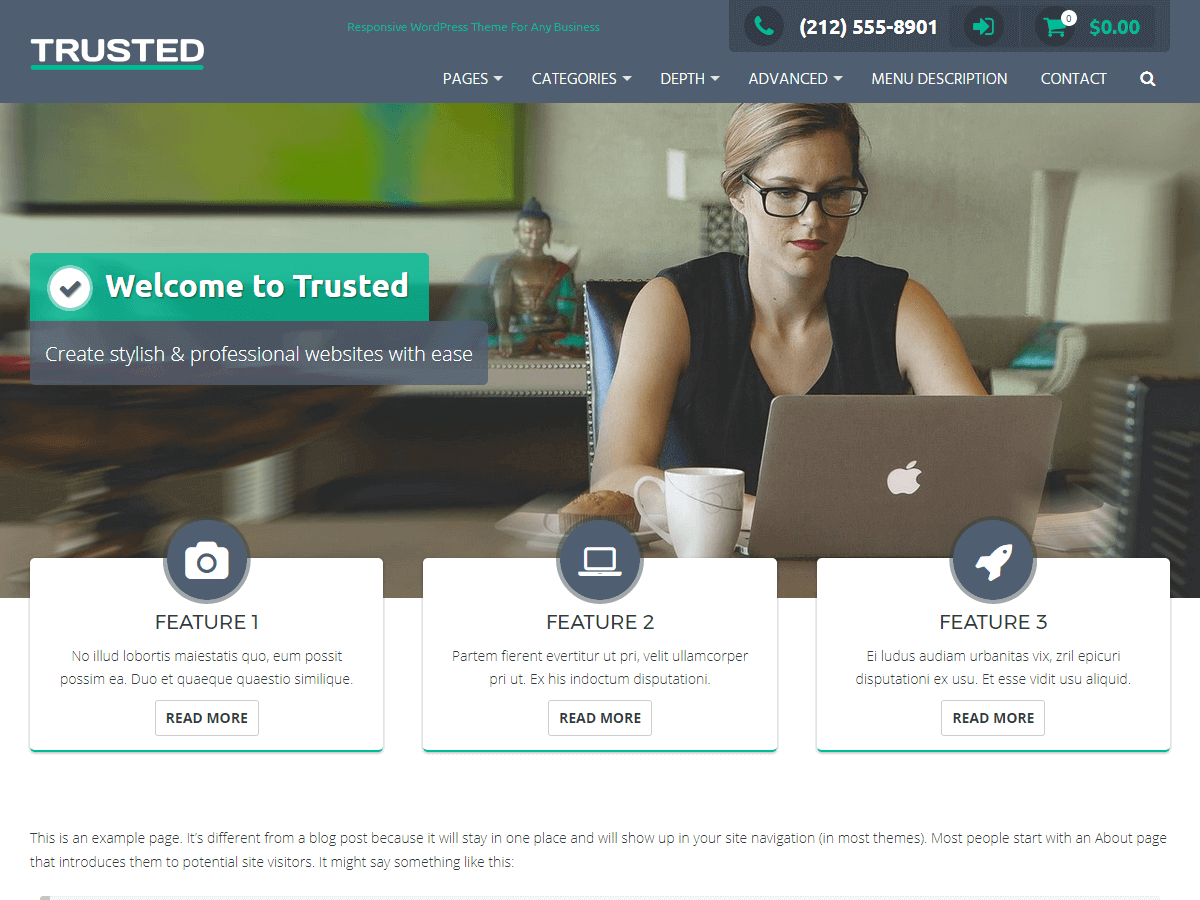 Responsive WordPress Theme For Any Business
(212) 555-8901
0
$0.00
TRUSTED
PAGES
CATEGORIES
DEPTH
ADVANCED
MENU DESCRIPTION
CONTACT
Welcome to Trusted
Create stylish & professional websites with ease
FEATURE 1
No illud lobortis maiestatis quo, eum possit
possim ea. Duo et quaeque quaestio similique.
READ MORE
FEATURE 2
Partem fierent evertitur ut pri, velit ullamcorper
pri ut. Ex his indoctum disputationi.
READ MORE
FEATURE 3
Ei ludus audiam urbanitas vix, zril epicuri
disputationi ex usu. Et esse vidit usu aliquid.
READ MORE
This is an example page. It’s different from a blog post because it will stay in one place and will show up in your site navigation (in most themes). Most people start with an About page
that introduces them to potential site visitors. It might say something like this: